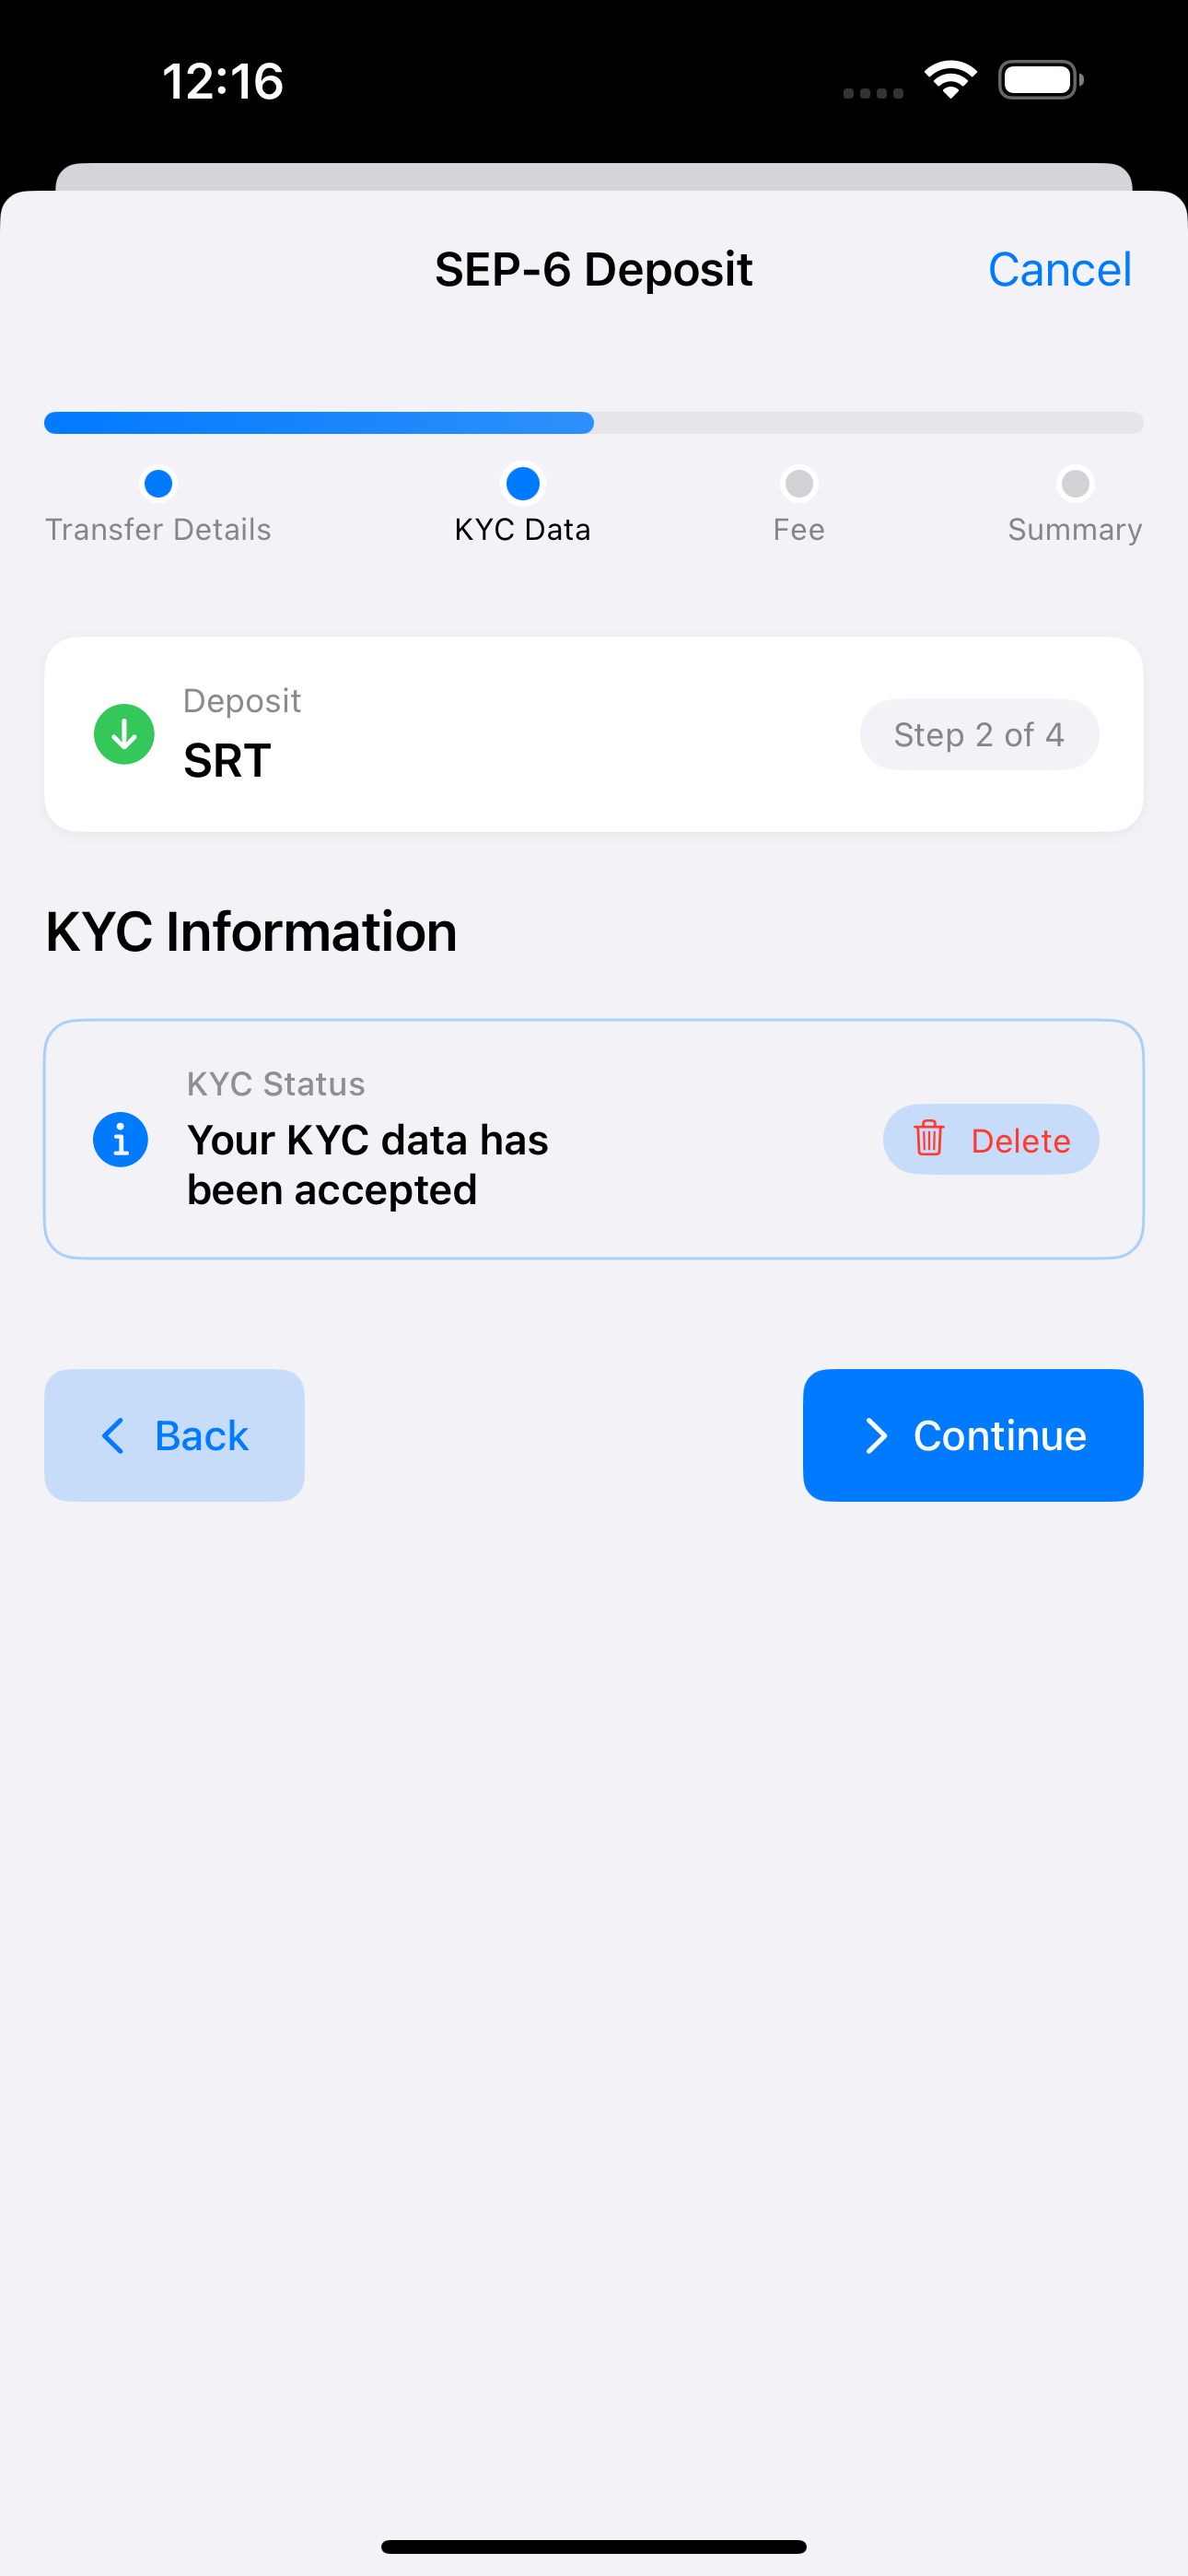 12:16
SEP-6 Deposit
Cancel
Transfer Details
KYC Data
Fee
Summary
Deposit
SRT
Step 2 of 4
KYC Information
KYC Status
Your KYC data has
been accepted
Delete
Back
Continue